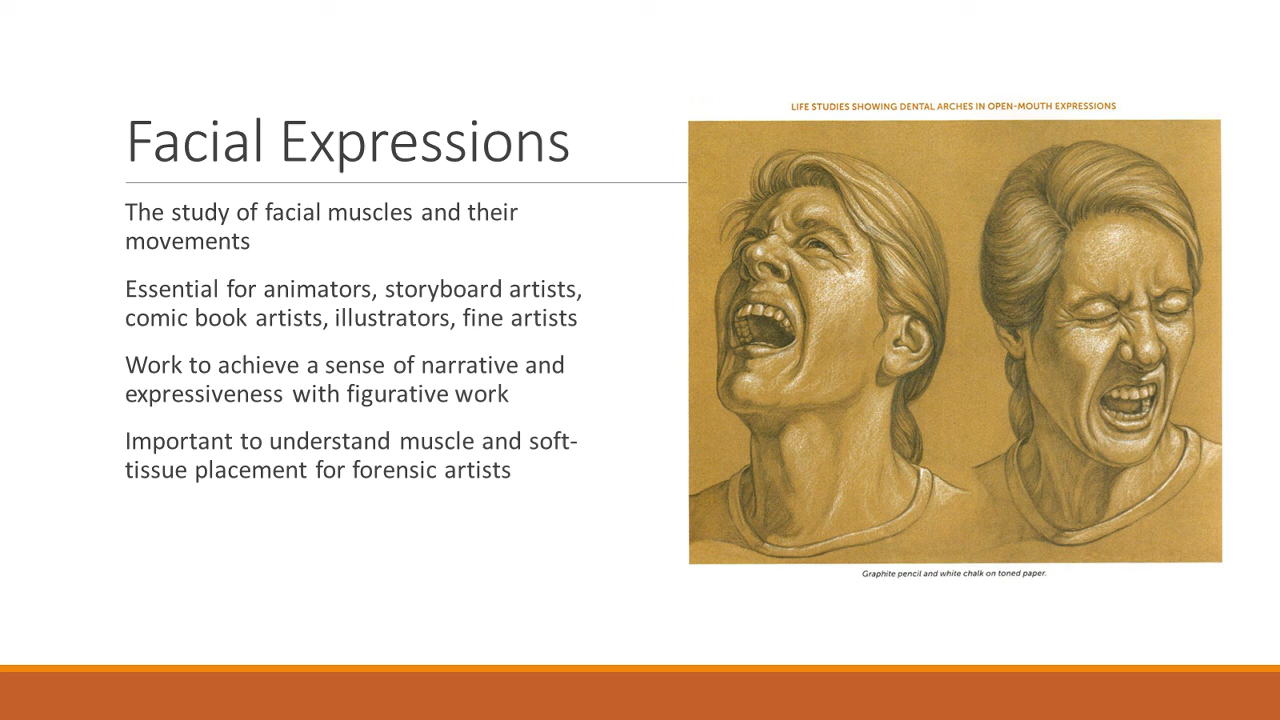 Facial Expressions
The study of facial muscles and their
movements
Essential for animators, storyboard artists,
comic book artists, illustrators, fine artists
Work to achieve a sense of narrative and
expressiveness with figurative work
Important to understand muscle and soft-
tissue placement for forensic artists
LIFE STUDIES SHOWING DENTAL ARCHES IN OPEN-MOUTH EXPRESSIONS
Graphite pencil and white chalk on toned paper.